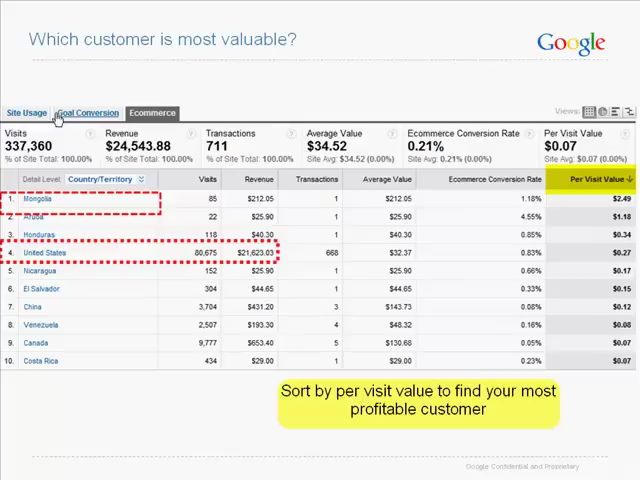 Which customer is most valuable?
Google
Site Usage Goal Conversion Ecommerce
Views:
Visits Revenue Transactions Average Value Ecommerce Conversion Rate Per Visit Value
337,360 $24,543.88 711 $34.52 0.21% $0.07
% of Site Total: 100.00% % of Site Total: 100.00% % of Site Total: 100.00% Site Avg: $34.52 (0.00%) Site Avg: 0.21% (0.00%) Site Avg: $0.07 (0.00%)
Detail Level: Country/Territory Visits Revenue Transactions Average Value Ecommerce Conversion Rate Per Visit Value ↓
1. Mongolia 85 $212.05 1 $212.05 1.18% $2.49
2. Aruba 22 $25.90 1 $25.90 4.55% $1.18
3. Honduras 118 $40.30 1 $40.30 0.85% $0.34
4. United States 80,675 $21,623.03 668 $32.37 0.83% $0.27
5. Nicaragua 152 $25.90 1 $25.90 0.66% $0.17
6. El Salvador 304 $44.65 1 $44.65 0.33% $0.15
7. China 3,704 $431.20 3 $143.73 0.08% $0.12
8. Venezuela 2,507 $193.30 4 $48.32 0.16% $0.08
9. Canada 9,777 $653.40 5 $130.68 0.05% $0.07
10. Costa Rica 434 $29.00 1 $29.00 0.23% $0.07
Sort by per visit value to find your most
profitable customer
Google Confidential and Proprietary